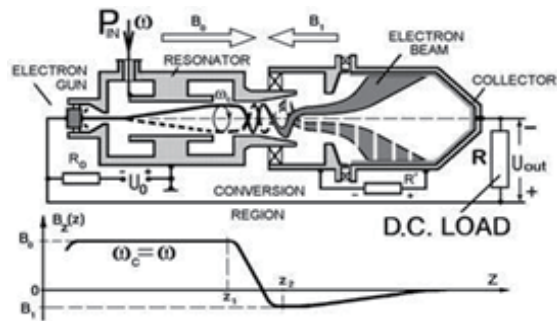 P_IN ω
B₀
B₁
ELECTRON
BEAM
RESONATOR
ELECTRON
GUN
COLLECTOR
R₀
U₀
CONVERSION
REGION
R'
R
U_out
D.C. LOAD
B_z(z)
B₀
ω_c = ω
0
z₁
z₂
Z
B₁